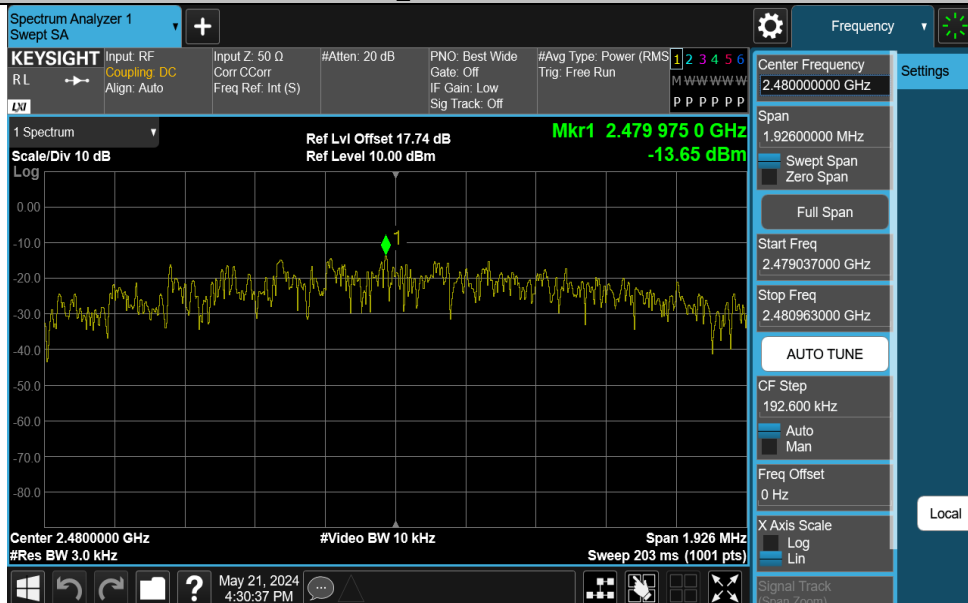 Spectrum Analyzer 1
Swept SA
+
Frequency
KEYSIGHT
RL
LXI
Input: RF
Coupling: DC
Align: Auto
Input Z: 50 Ω
Corr CCorr
Freq Ref: Int (S)
#Atten: 20 dB
PNO: Best Wide
Gate: Off
IF Gain: Low
Sig Track: Off
#Avg Type: Power (RMS
Trig: Free Run
1 2 3 4 5 6
M W W W W W
P P P P P P
1 Spectrum
Scale/Div 10 dB
Log
Ref Lvl Offset 17.74 dB
Ref Level 10.00 dBm
Mkr1 2.479 975 0 GHz
-13.65 dBm
1
0.00
-10.0
-20.0
-30.0
-40.0
-50.0
-60.0
-70.0
-80.0
Center 2.4800000 GHz
#Res BW 3.0 kHz
#Video BW 10 kHz
Span 1.926 MHz
Sweep 203 ms (1001 pts)
Center Frequency
2.480000000 GHz
Span
1.92600000 MHz
Swept Span
Zero Span
Full Span
Start Freq
2.479037000 GHz
Stop Freq
2.480963000 GHz
AUTO TUNE
CF Step
192.600 kHz
Auto
Man
Freq Offset
0 Hz
X Axis Scale
Log
Lin
Signal Track
(Span Zoom)
Settings
Local
?
May 21, 2024
4:30:37 PM